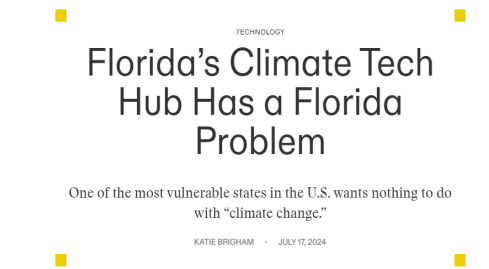 TECHNOLOGY
Florida’s Climate Tech
Hub Has a Florida
Problem
One of the most vulnerable states in the U.S. wants nothing to do
with “climate change.”
KATIE BRIGHAM • JULY 17, 2024